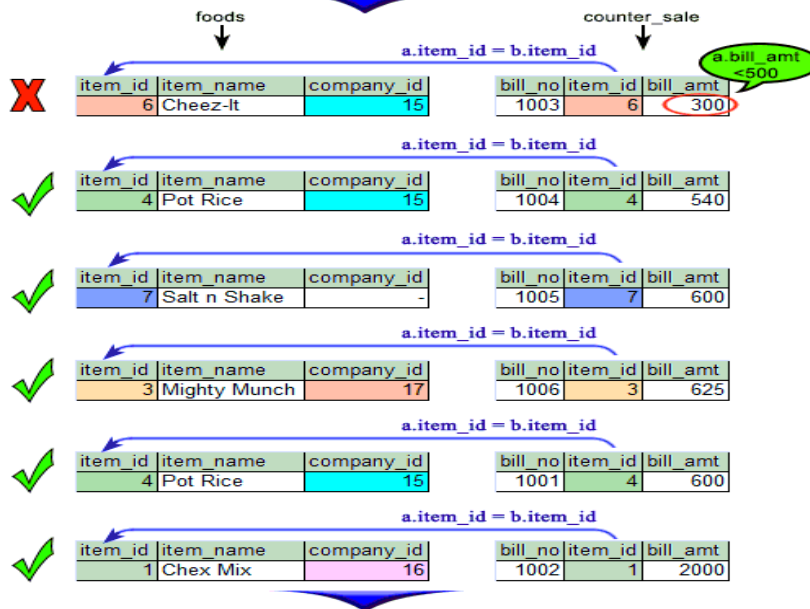 foods counter_sale
a.item_id = b.item_id
a.bill_amt
<500
item_id item_name company_id bill_no item_id bill_amt
X 6 Cheez-It 15 1003 6 300
a.item_id = b.item_id
item_id item_name company_id bill_no item_id bill_amt
4 Pot Rice 15 1004 4 540
a.item_id = b.item_id
item_id item_name company_id bill_no item_id bill_amt
7 Salt n Shake - 1005 7 600
a.item_id = b.item_id
item_id item_name company_id bill_no item_id bill_amt
3 Mighty Munch 17 1006 3 625
a.item_id = b.item_id
item_id item_name company_id bill_no item_id bill_amt
4 Pot Rice 15 1001 4 600
a.item_id = b.item_id
item_id item_name company_id bill_no item_id bill_amt
1 Chex Mix 16 1002 1 2000